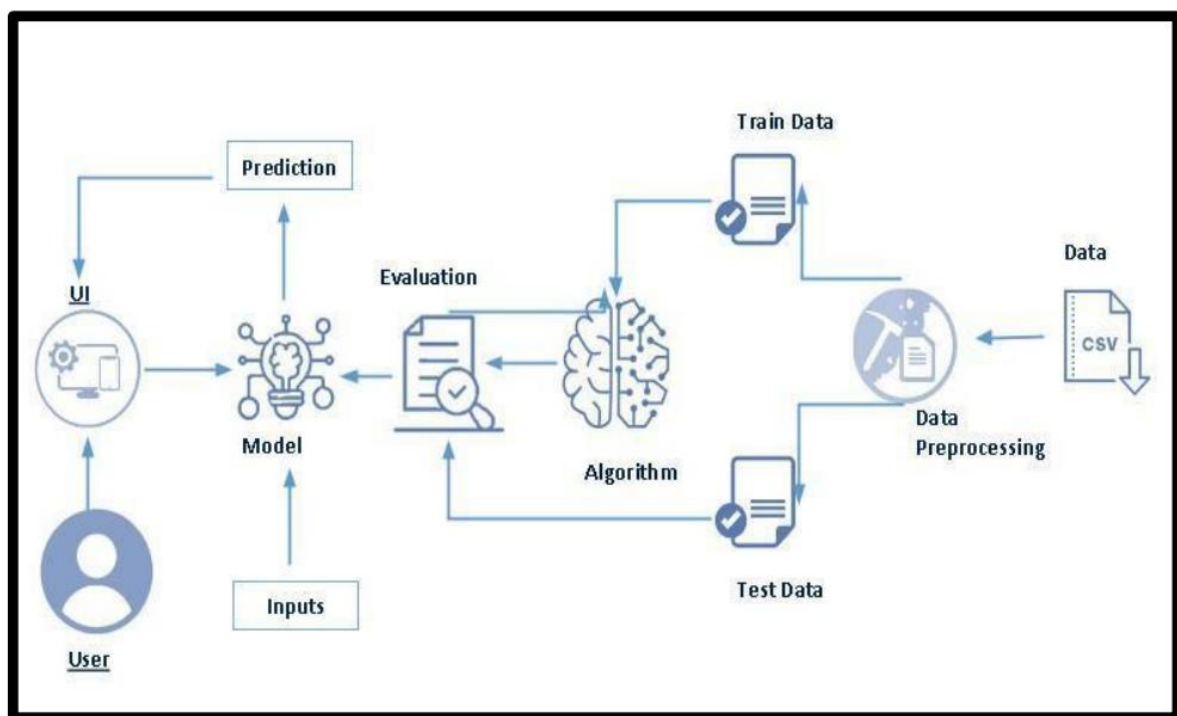 Train Data
Prediction
Data
Evaluation
UI
CSV
Data
Preprocessing
Model
Algorithm
Test Data
Inputs
User